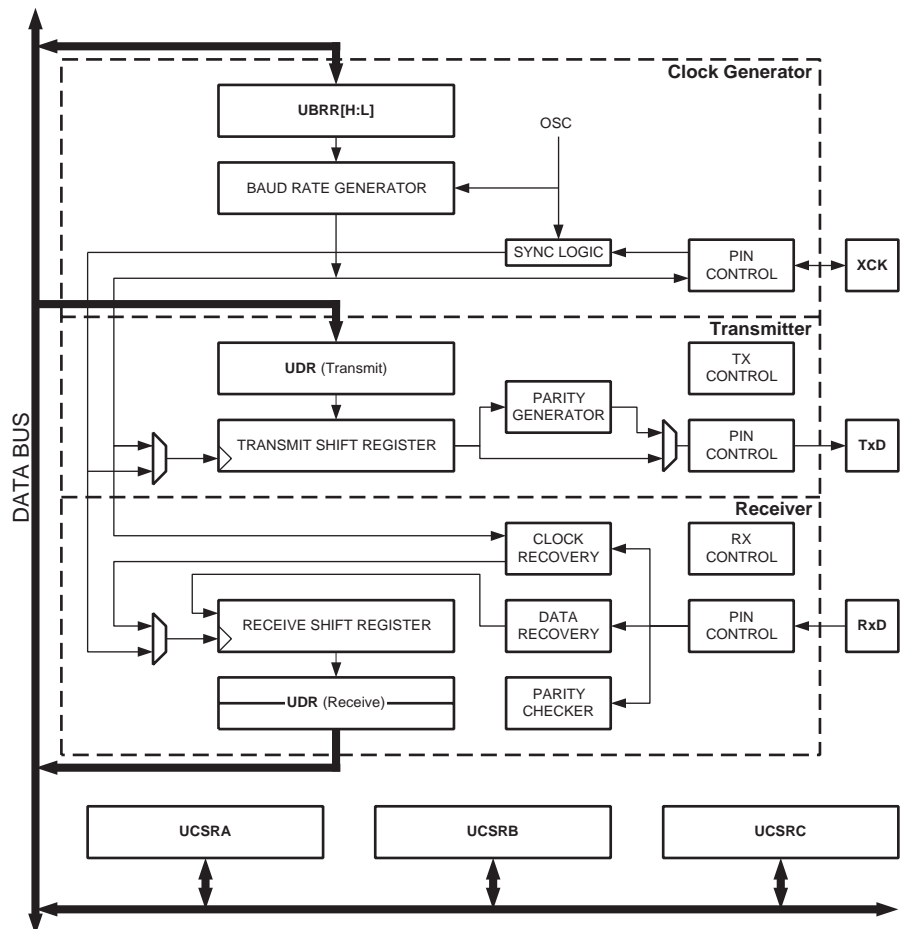 Clock Generator
UBRR[H:L]
OSC
BAUD RATE GENERATOR
SYNC LOGIC
PIN
CONTROL
XCK
Transmitter
UDR (Transmit)
TX
CONTROL
PARITY
GENERATOR
TRANSMIT SHIFT REGISTER
PIN
CONTROL
TxD
DATA BUS
Receiver
CLOCK
RECOVERY
RX
CONTROL
RECEIVE SHIFT REGISTER
DATA
RECOVERY
PIN
CONTROL
RxD
UDR (Receive)
PARITY
CHECKER
UCSRA
UCSRB
UCSRC